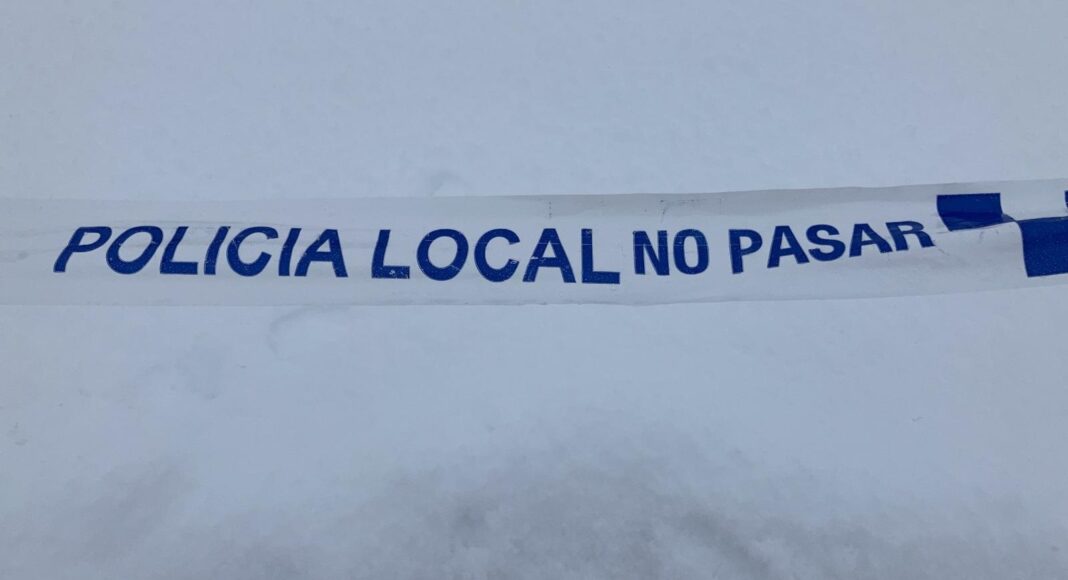 POLICIA LOCAL NO PASAR